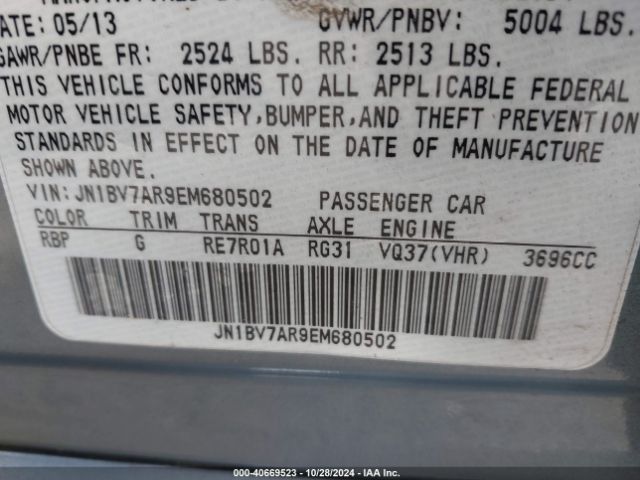 ATE: 05/13 GVWR/PNBV: 5004 LBS.
GAWR/PNBE FR: 2524 LBS. RR: 2513 LBS.
THIS VEHICLE CONFORMS TO ALL APPLICABLE FEDERAL
MOTOR VEHICLE SAFETY,BUMPER,AND THEFT PREVENTION
STANDARDS IN EFFECT ON THE DATE OF MANUFACTURE
SHOWN ABOVE.
VIN:JN1BV7AR9EM680502 PASSENGER CAR
COLOR TRIM TRANS AXLE ENGINE
RBP G RE7R01A RG31 VQ37(VHR) 3696CC
JN1BV7AR9EM680502
000-40669523 - 10/28/2024 - IAAI.COM